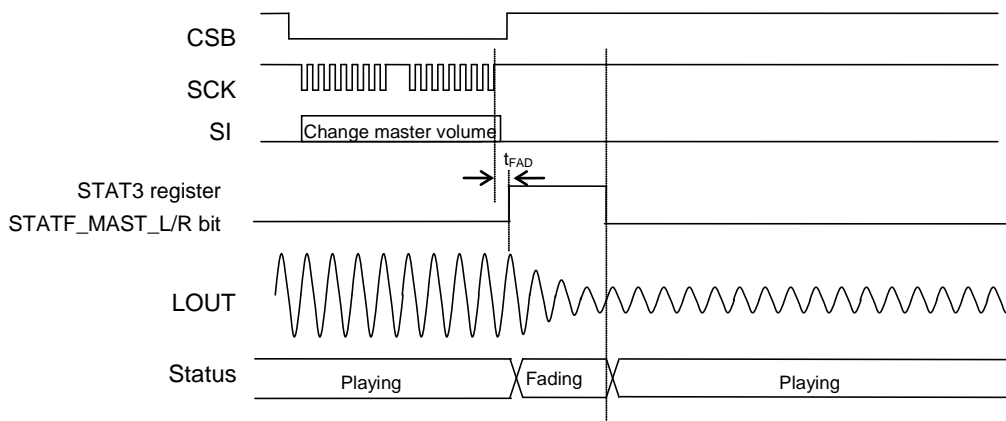 CSB
SCK
SI
Change master volume
tFAD
STAT3 register
STATF_MAST_L/R bit
LOUT
Status
Playing
Fading
Playing